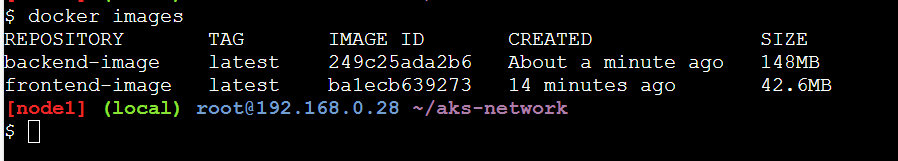 $ docker images
REPOSITORY TAG IMAGE ID CREATED SIZE
backend-image latest 249c25ada2b6 About a minute ago 148MB
frontend-image latest ba1ecb639273 14 minutes ago 42.6MB
[node1] (local) root@192.168.0.28 ~/aks-network
$